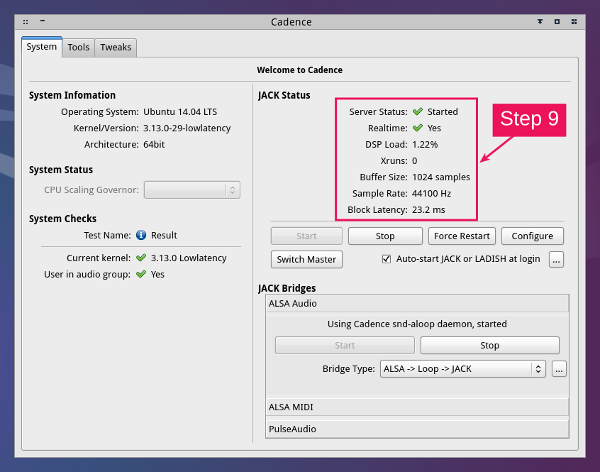 Cadence
System
Tools
Tweaks
Welcome to Cadence
System Infomation
Operating System: Ubuntu 14.04 LTS
Kernel/Version: 3.13.0-29-lowlatency
Architecture: 64bit
System Status
CPU Scaling Governor:
System Checks
Test Name: Result
Current kernel: 3.13.0 Lowlatency
User in audio group: Yes
JACK Status
Server Status: Started
Realtime: Yes
DSP Load: 1.22%
Xruns: 0
Buffer Size: 1024 samples
Sample Rate: 44100 Hz
Block Latency: 23.2 ms
Step 9
Start
Stop
Force Restart
Configure
Switch Master
Auto-start JACK or LADISH at login
...
JACK Bridges
ALSA Audio
Using Cadence snd-aloop daemon, started
Start
Stop
Bridge Type: ALSA -> Loop -> JACK
...
ALSA MIDI
PulseAudio